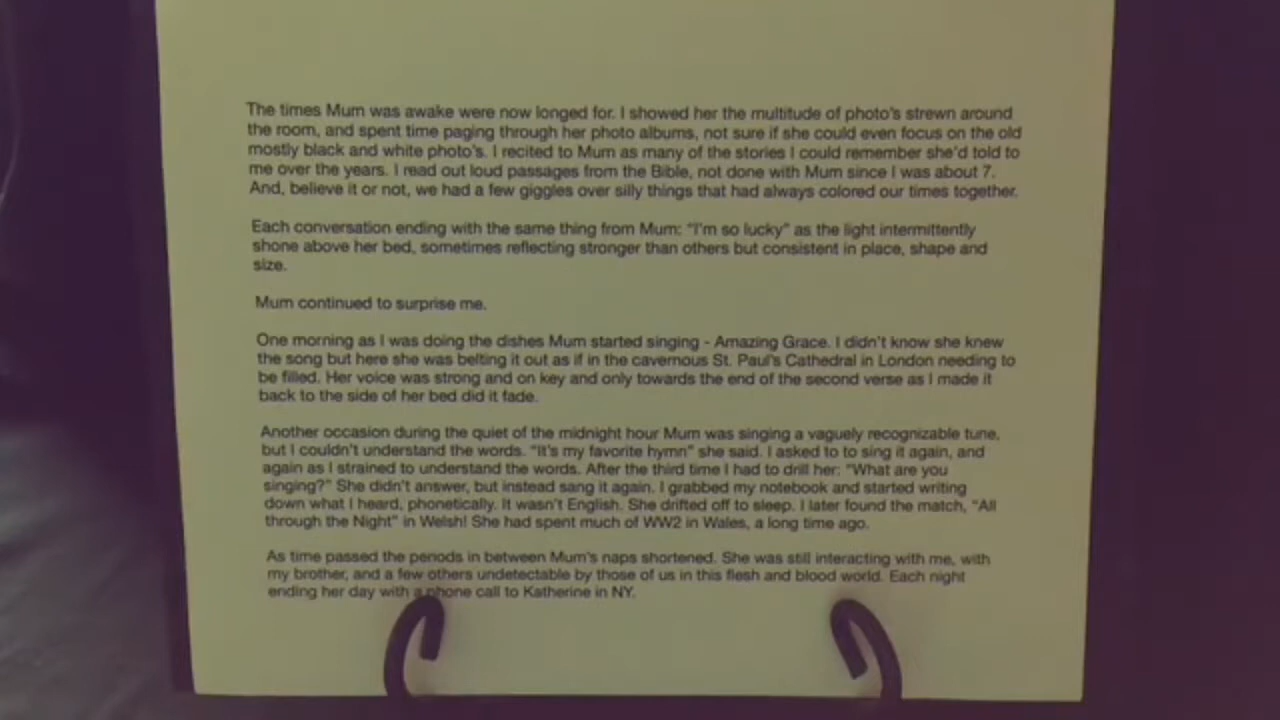 The times Mum was awake were now longed for. I showed her the multitude of photo's strewn around
the room, and spent time paging through her photo albums, not sure if she could even focus on the old
mostly black and white photo's. I recited to Mum as many of the stories I could remember she'd told to
me over the years. I read out loud passages from the Bible, not done with Mum since I was about 7.
And, believe it or not, we had a few giggles over silly things that had always colored our times together.
Each conversation ending with the same thing from Mum: "I'm so lucky" as the light intermittently
shone above her bed, sometimes reflecting stronger than others but consistent in place, shape and
size.
Mum continued to surprise me.
One morning as I was doing the dishes Mum started singing - Amazing Grace. I didn't know she knew
the song but here she was belting it out as if in the cavernous St. Paul's Cathedral in London needing to
be filled. Her voice was strong and on key and only towards the end of the second verse as I made it
back to the side of her bed did it fade.
Another occasion during the quiet of the midnight hour Mum was singing a vaguely recognizable tune,
but I couldn't understand the words. "It's my favorite hymn" she said. I asked to to sing it again, and
again as I strained to understand the words. After the third time I had to drill her: "What are you
singing?" She didn't answer, but instead sang it again. I grabbed my notebook and started writing
down what I heard, phonetically. It wasn't English. She drifted off to sleep. I later found the match, "All
through the Night" in Welsh! She had spent much of WW2 in Wales, a long time ago.
As time passed the periods in between Mum's naps shortened. She was still interacting with me, with
my brother, and a few others undetectable by those of us in this flesh and blood world. Each night
ending her day with a phone call to Katherine in NY.